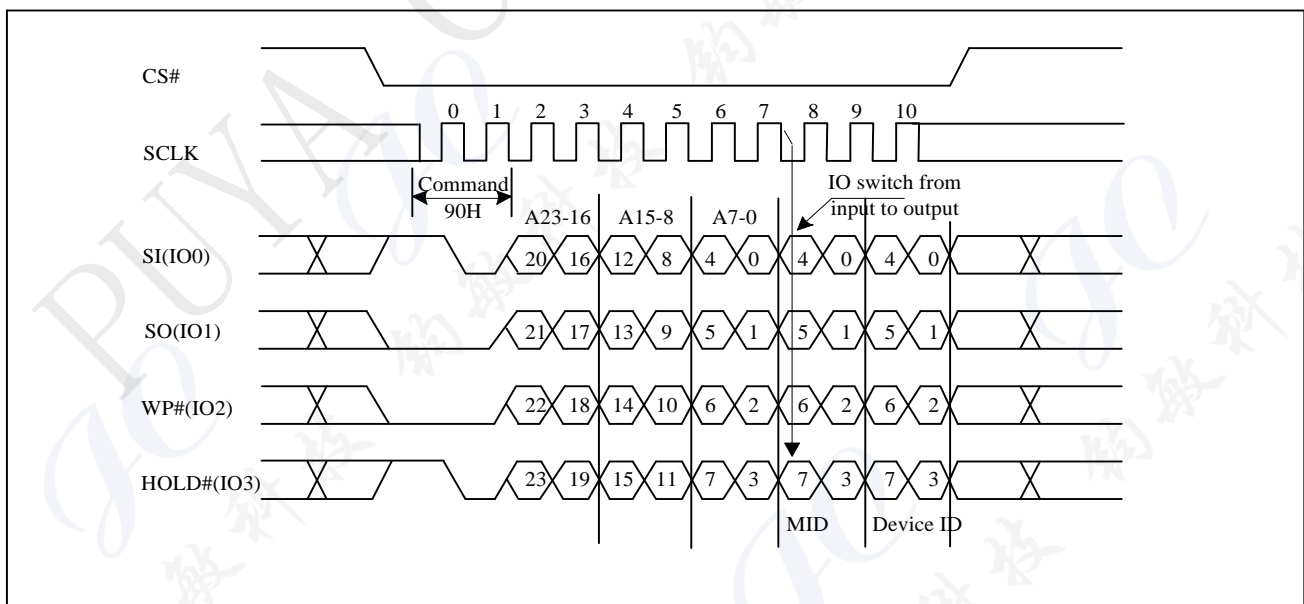 PUYA
CS#
0 1 2 3 4 5 6 7 8 9 10
SCLK
Command
90H
IO switch from
input to output
A23-16 A15-8 A7-0
SI(IO0)
20 16 12 8 4 0 4 0 4 0
SO(IO1)
21 17 13 9 5 1 5 1 5 1
WP#(IO2)
22 18 14 10 6 2 6 2 6 2
HOLD#(IO3)
23 19 15 11 7 3 7 3 7 3
MID Device ID